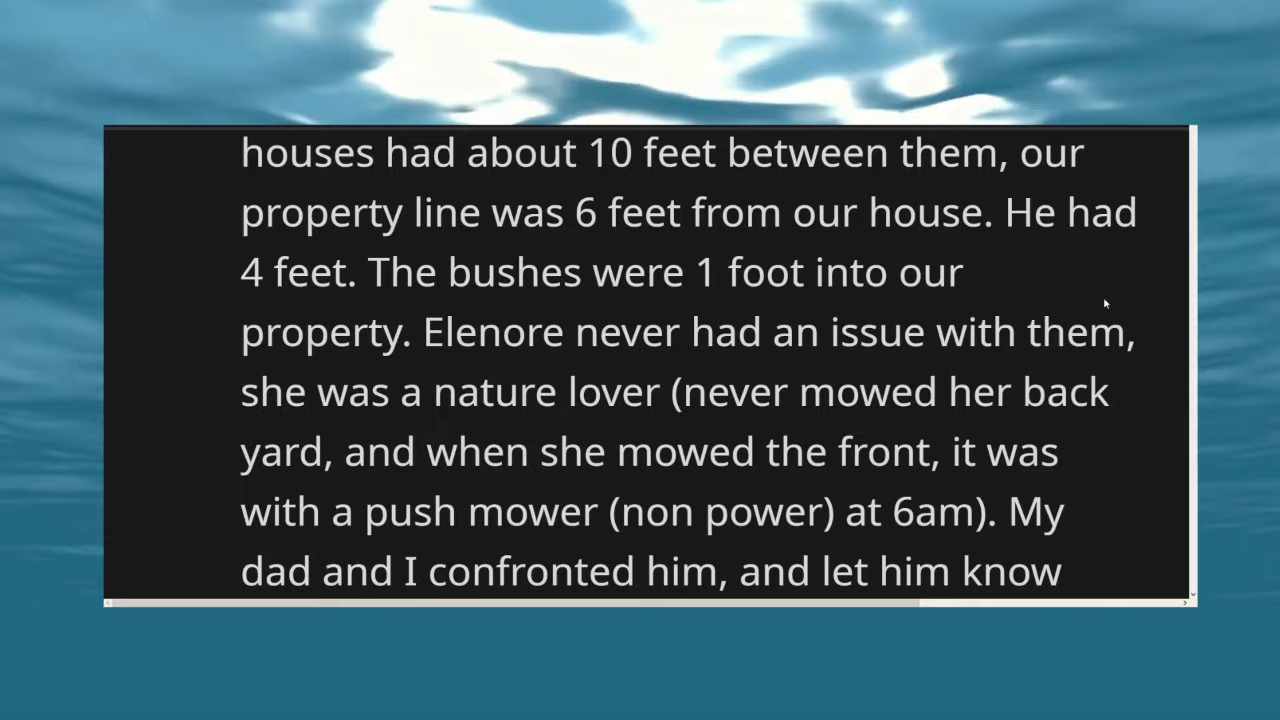 houses had about 10 feet between them, our
property line was 6 feet from our house. He had
4 feet. The bushes were 1 foot into our
property. Elenore never had an issue with them,
she was a nature lover (never mowed her back
yard, and when she mowed the front, it was
with a push mower (non power) at 6am). My
dad and I confronted him, and let him know